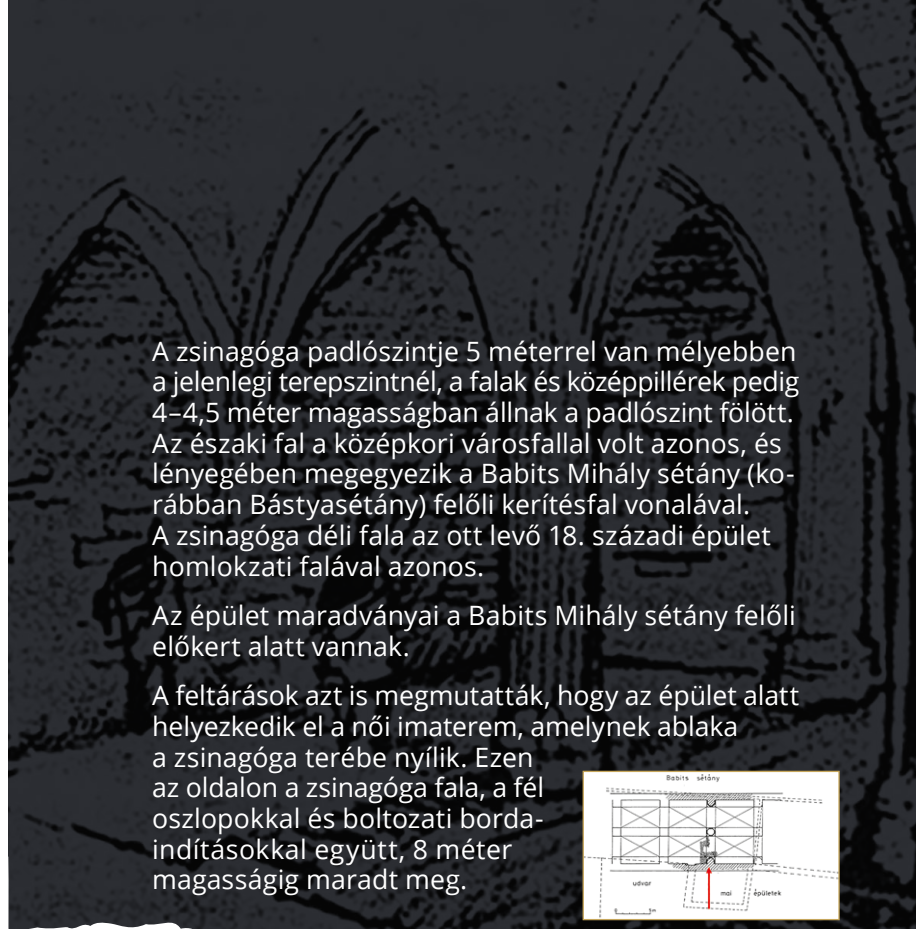 A zsinagóga padlószintje 5 méterrel van mélyebben
a jelenlegi terepszintnél, a falak és középpillérek pedig
4–4,5 méter magasságban állnak a padlószint fölött.
Az északi fal a középkori városfallal volt azonos, és
lényegében megegyezik a Babits Mihály sétány (ko-
rábban Bástyasétány) felőli kerítésfal vonalával.
A zsinagóga déli fala az ott levő 18. századi épület
homlokzati falával azonos.
Az épület maradványai a Babits Mihály sétány felőli
előkert alatt vannak.
A feltárások azt is megmutatták, hogy az épület alatt
helyezkedik el a női imaterem, amelynek ablaka
a zsinagóga terébe nyílik. Ezen
az oldalon a zsinagóga fala, a fél
oszlopokkal és boltozati borda-
indításokkal együtt, 8 méter
magasságig maradt meg.
Babits sétány
udvar
mai épületek
0 5m